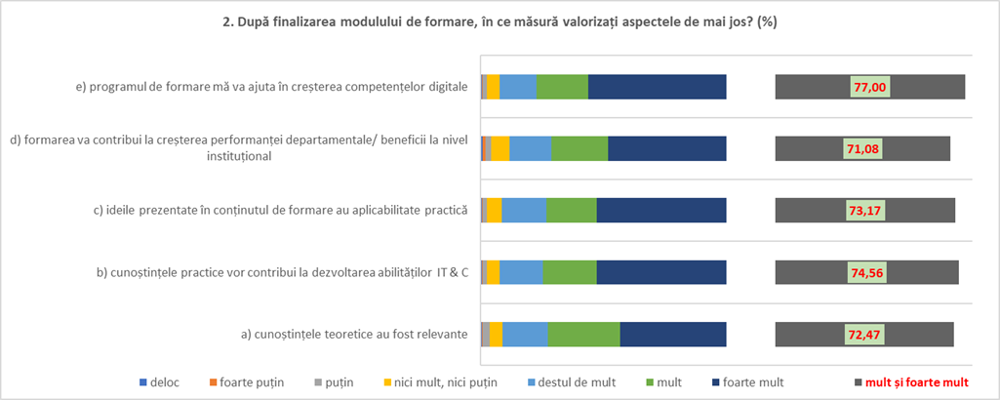 2. După finalizarea modulului de formare, în ce măsură valorizați aspectele de mai jos? (%)
e) programul de formare mă va ajuta în creșterea competențelor digitale
77,00
d) formarea va contribui la creșterea performanței departamentale/ beneficii la nivel
instituțional
71,08
c) ideile prezentate în conținutul de formare au aplicabilitate practică
73,17
b) cunoștințele practice vor contribui la dezvoltarea abilităților IT & C
74,56
a) cunoștințele teoretice au fost relevante
72,47
deloc foarte puțin puțin nici mult, nici puțin destul de mult mult foarte mult mult și foarte mult